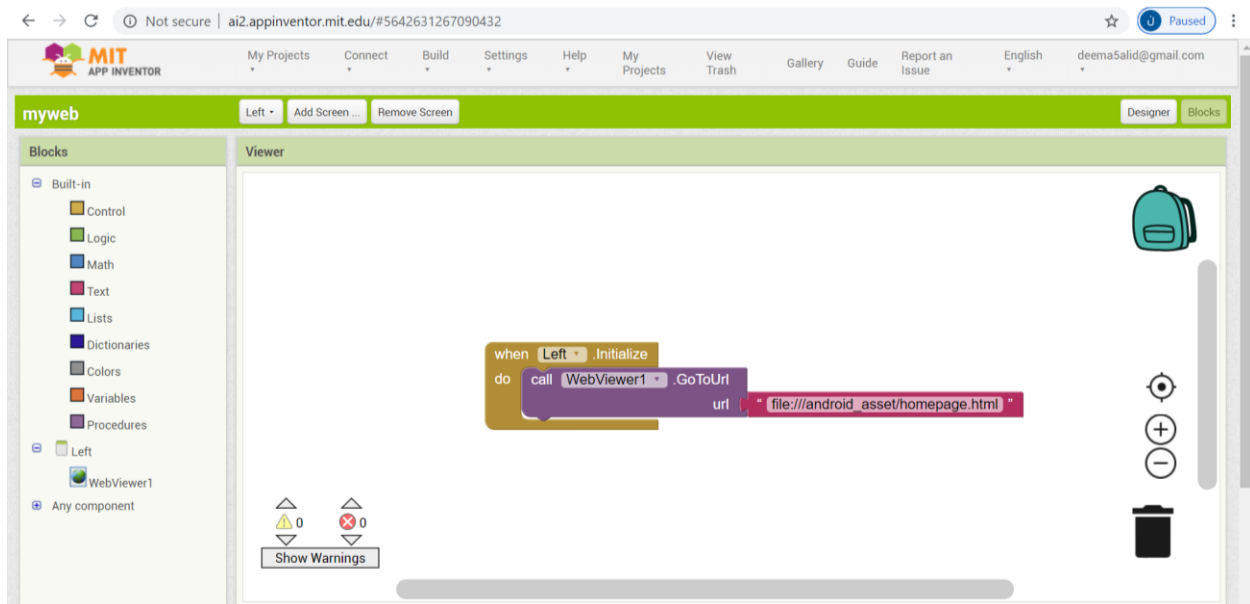 Not secure | ai2.appinventor.mit.edu/#5642631267090432
Ü Paused
MIT
APP INVENTOR
My Projects Connect Build Settings Help My Projects View Trash Gallery Guide Report an Issue English deema5alid@gmail.com
myweb Left Add Screen ... Remove Screen Designer Blocks
Blocks Viewer
Built-in
Control
Logic
Math
Text
Lists
Dictionaries
Colors
Variables
Procedures
Left
WebViewer1
Any component
when Left .Initialize
do call WebViewer1 .GoToUrl
url " file:///android_asset/homepage.html "
0 0
Show Warnings